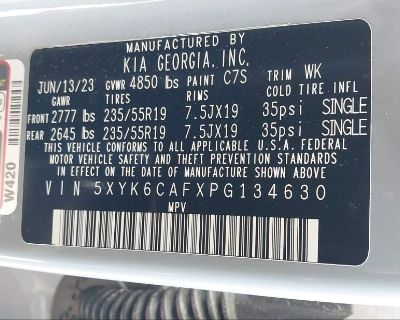 MANUFACTURED BY
KIA GEORGIA, INC.
JUN/13/23 GVWR 4850 lbs PAINT C7S TRIM WK
GAWR TIRES RIMS COLD TIRE INFL
FRONT 2777 lbs 235/55R19 7.5JX19 35psi SINGLE
REAR 2645 lbs 235/55R19 7.5JX19 35psi SINGLE
THIS VEHICLE CONFORMS TO ALL APPLICABLE U.S.A. FEDERAL
MOTOR VEHICLE SAFETY, BUMPER, AND THEFT PREVENTION STANDARDS
IN EFFECT ON THE DATE OF MANUFACTURE SHOWN ABOVE.
VIN 5XYK6CAFXPG134630
MPV
W420